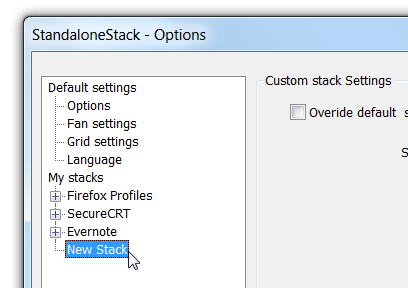 StandaloneStack - Options
Default settings
Options
Fan settings
Grid settings
Language
My stacks
Firefox Profiles
SecureCRT
Evernote
New Stack
Custom stack Settings
Overide default s
S